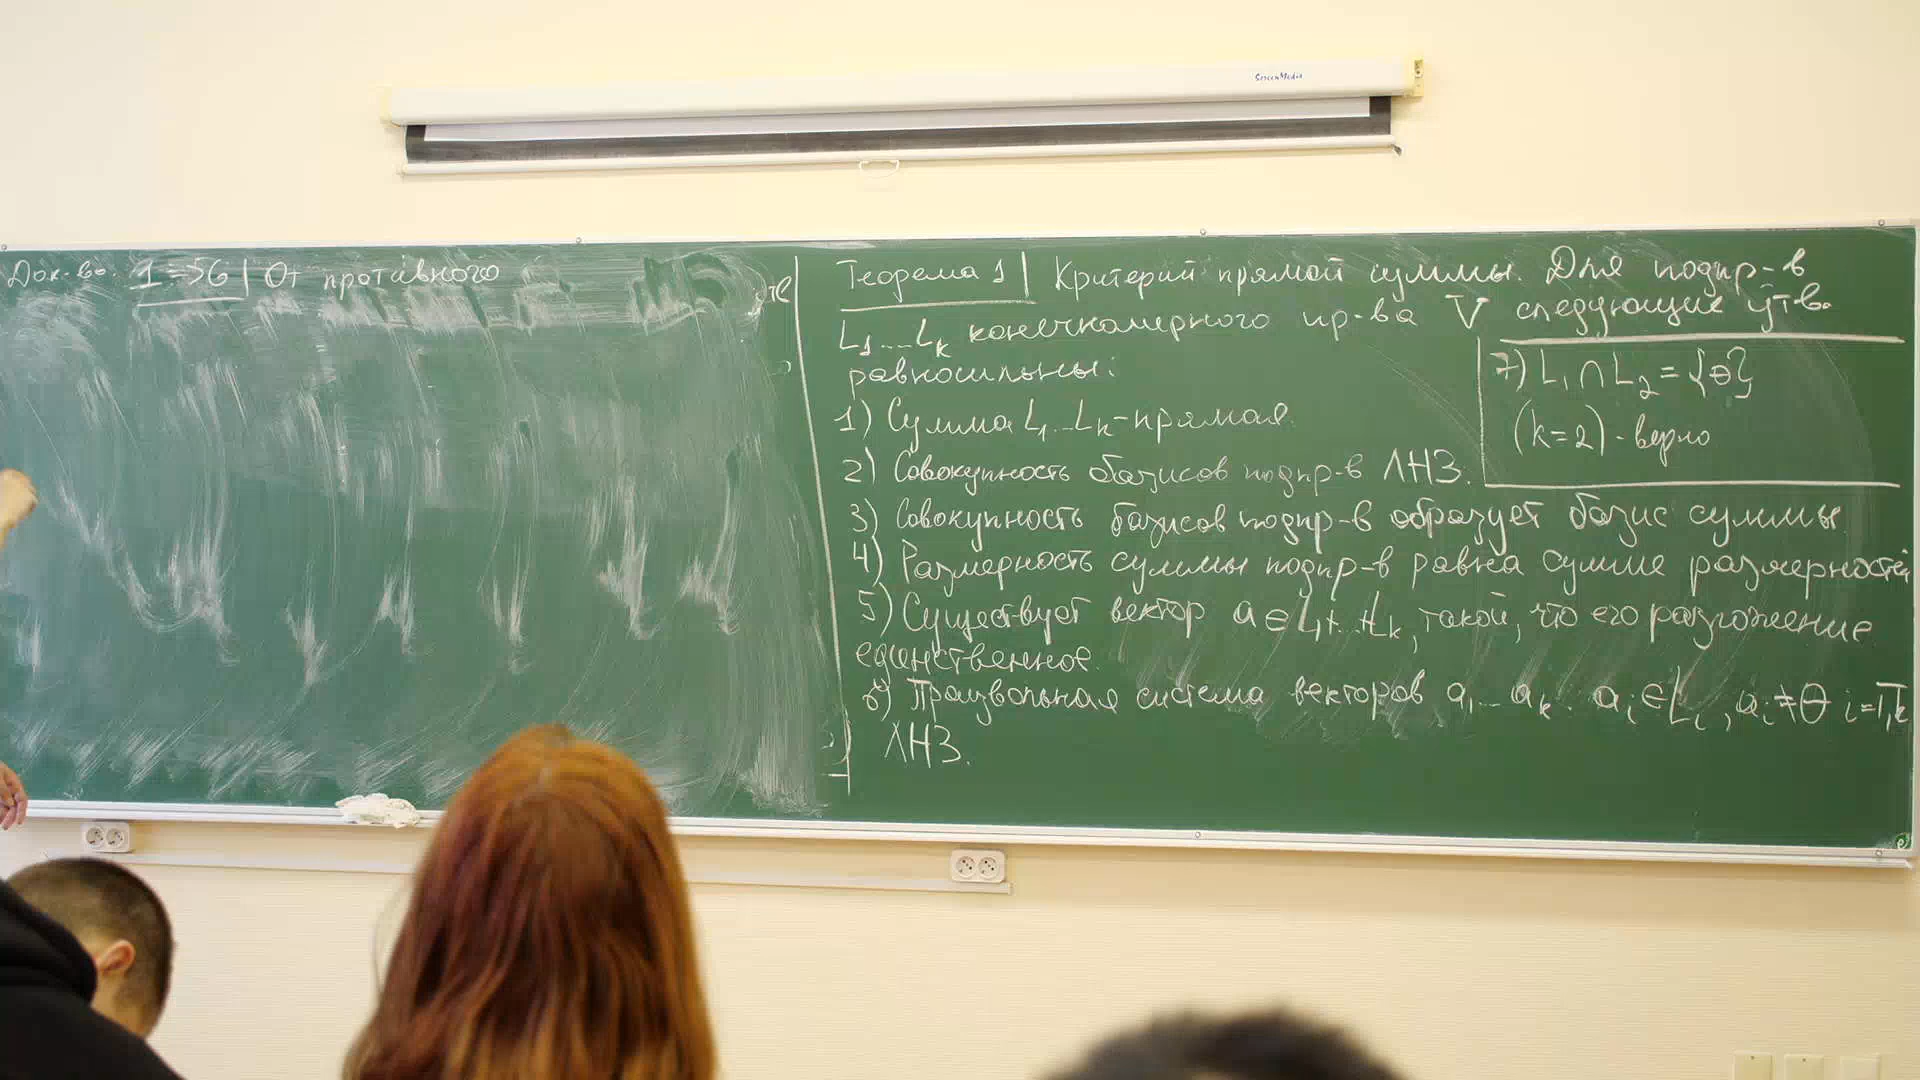 ScreenMedia
Док-во. 1⇒5G | От противного
Теорема 1 | Критерий прямой суммы. Для подпр-в
L₁...Lₖ конечномерного пр-ва V следующие утв.
равносильны:
1) Сумма L₁...Lₖ-прямая.
2) Совокупность базисов подпр-в ЛНЗ.
3) Совокупность базисов подпр-в образует базис суммы
4) Размерность суммы подпр-в равна сумме размерностей
5) Существует вектор a∈L₁+...+Lₖ, такой, что его разложение
единственное.
6) Произвольная система векторов a₁...aₖ: aᵢ∈Lᵢ, aᵢ≠θ i=1,k
ЛНЗ.
7) L₁∩L₂={θ}
(k=2)-верно